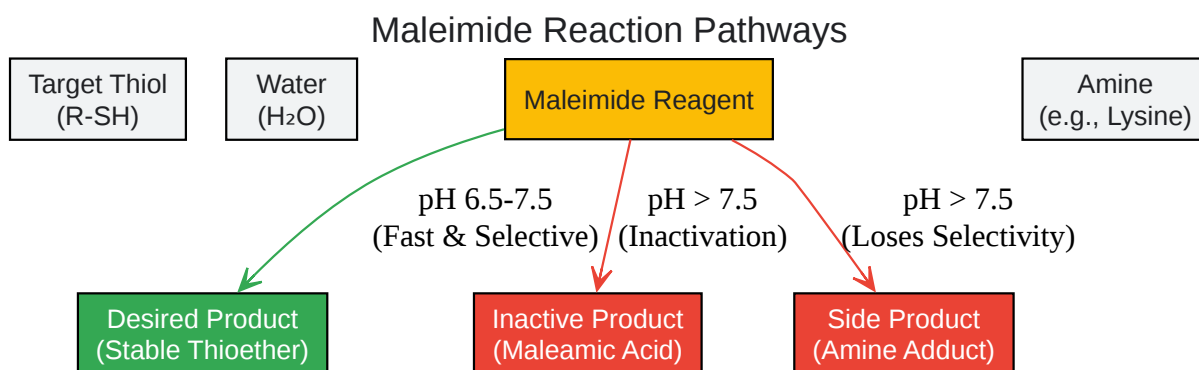 Maleimide Reaction Pathways
Target Thiol
(R-SH)
Water
(H₂O)
Maleimide Reagent
Amine
(e.g., Lysine)
pH 6.5-7.5
(Fast & Selective)
pH > 7.5
(Inactivation)
pH > 7.5
(Loses Selectivity)
Desired Product
(Stable Thioether)
Inactive Product
(Maleamic Acid)
Side Product
(Amine Adduct)